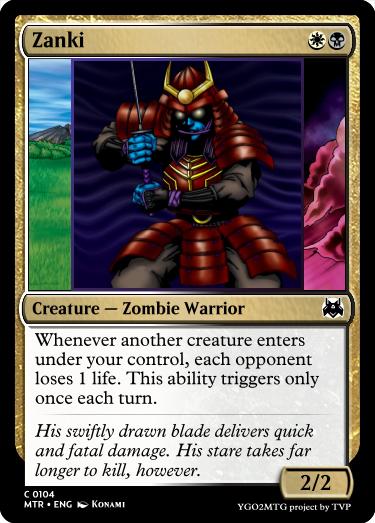 Zanki
Creature — Zombie Warrior
Whenever another creature enters
under your control, each opponent
loses 1 life. This ability triggers only
once each turn.
His swiftly drawn blade delivers quick
and fatal damage. His stare takes far
longer to kill, however.
2/2
C 0104
MTR • ENG Konami
YGO2MTG project by TVP